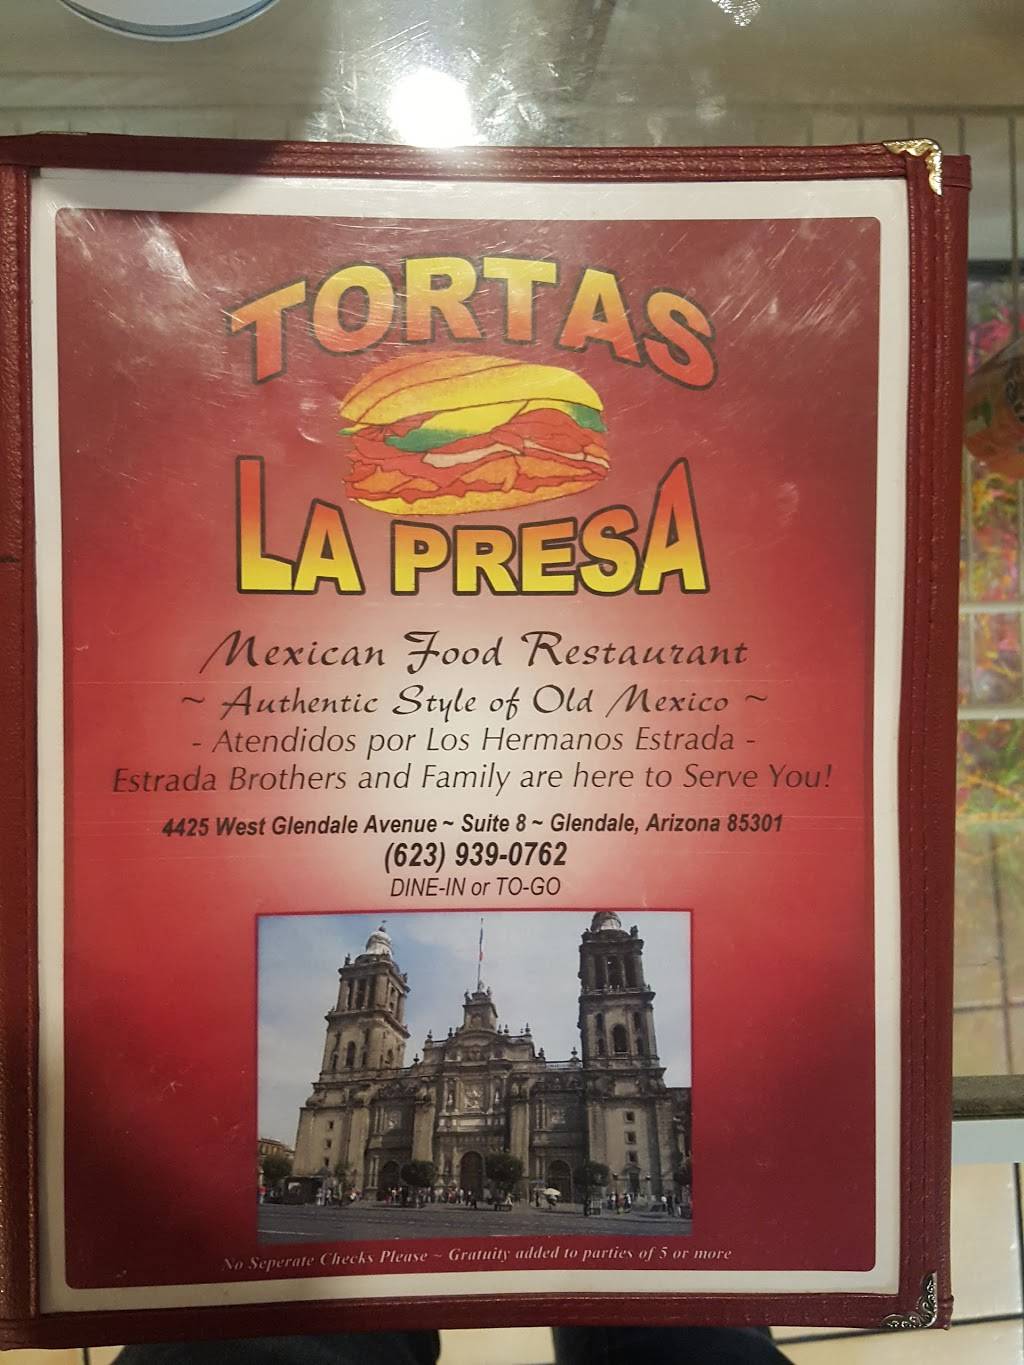 TORTAS
LA PRESA
Mexican Food Restaurant
~ Authentic Style of Old Mexico ~
- Atendidos por Los Hermanos Estrada -
Estrada Brothers and Family are here to Serve You!
4425 West Glendale Avenue ~ Suite 8 ~ Glendale, Arizona 85301
(623) 939-0762
DINE-IN or TO-GO
No Seperate Checks Please ~ Gratuity added to parties of 5 or more